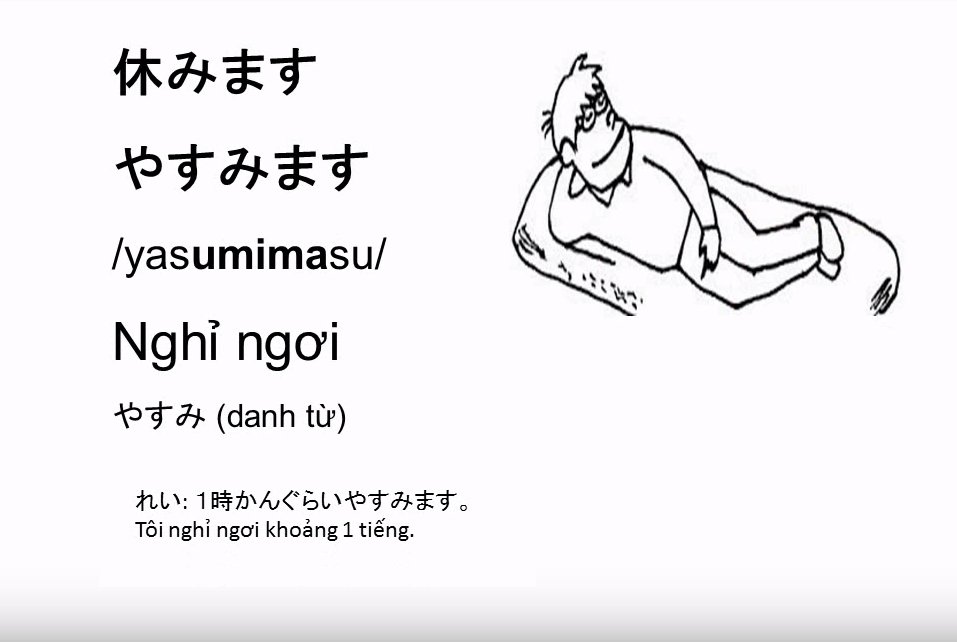 休みます
やすみます
/yasumimasu/
Nghỉ ngơi
やすみ (danh từ)
れい: 1時かんぐらいやすみます。
Tôi nghỉ ngơi khoảng 1 tiếng.